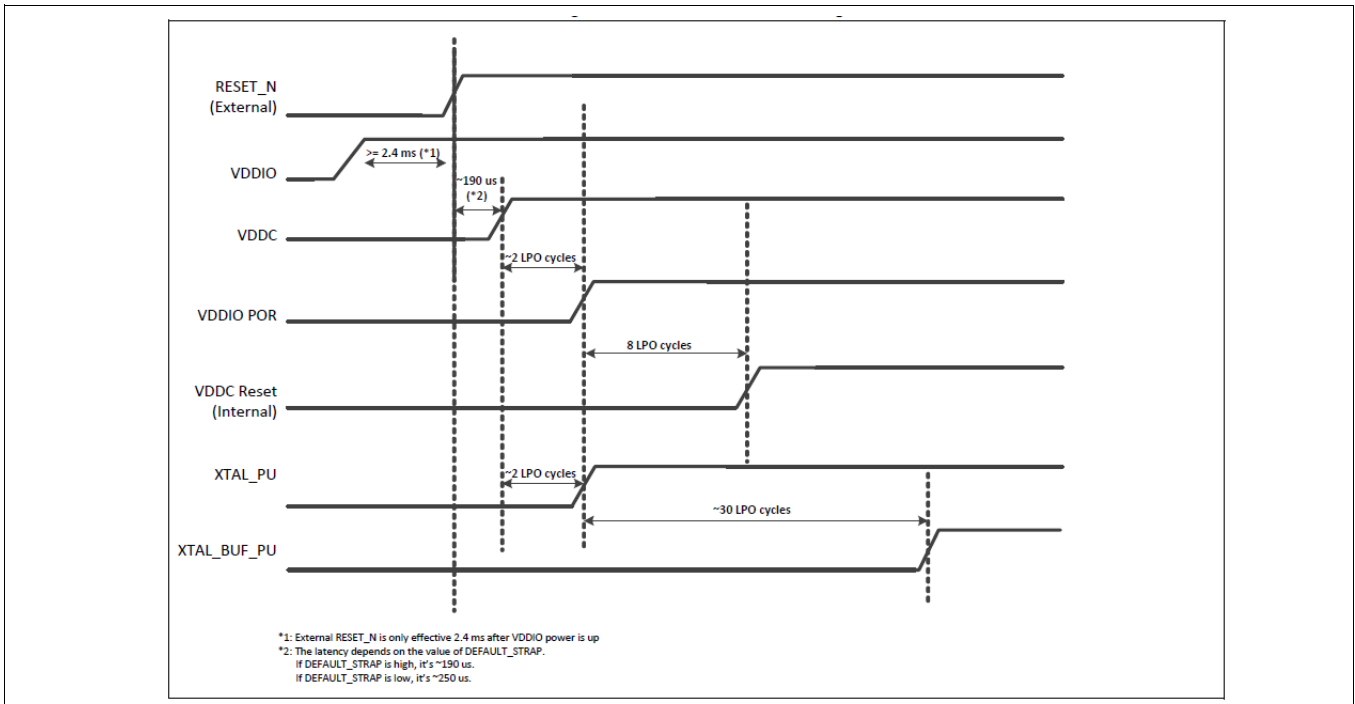 RESET_N
(External)
>= 2.4 ms (*1)
VDDIO
~190 us
(*2)
VDDC
~2 LPO cycles
VDDIO POR
8 LPO cycles
VDDC Reset
(Internal)
XTAL_PU
~2 LPO cycles
~30 LPO cycles
XTAL_BUF_PU
*1: External RESET_N is only effective 2.4 ms after VDDIO power is up
*2: The latency depends on the value of DEFAULT_STRAP.
If DEFAULT_STRAP is high, it's ~190 us.
If DEFAULT_STRAP is low, it's ~250 us.